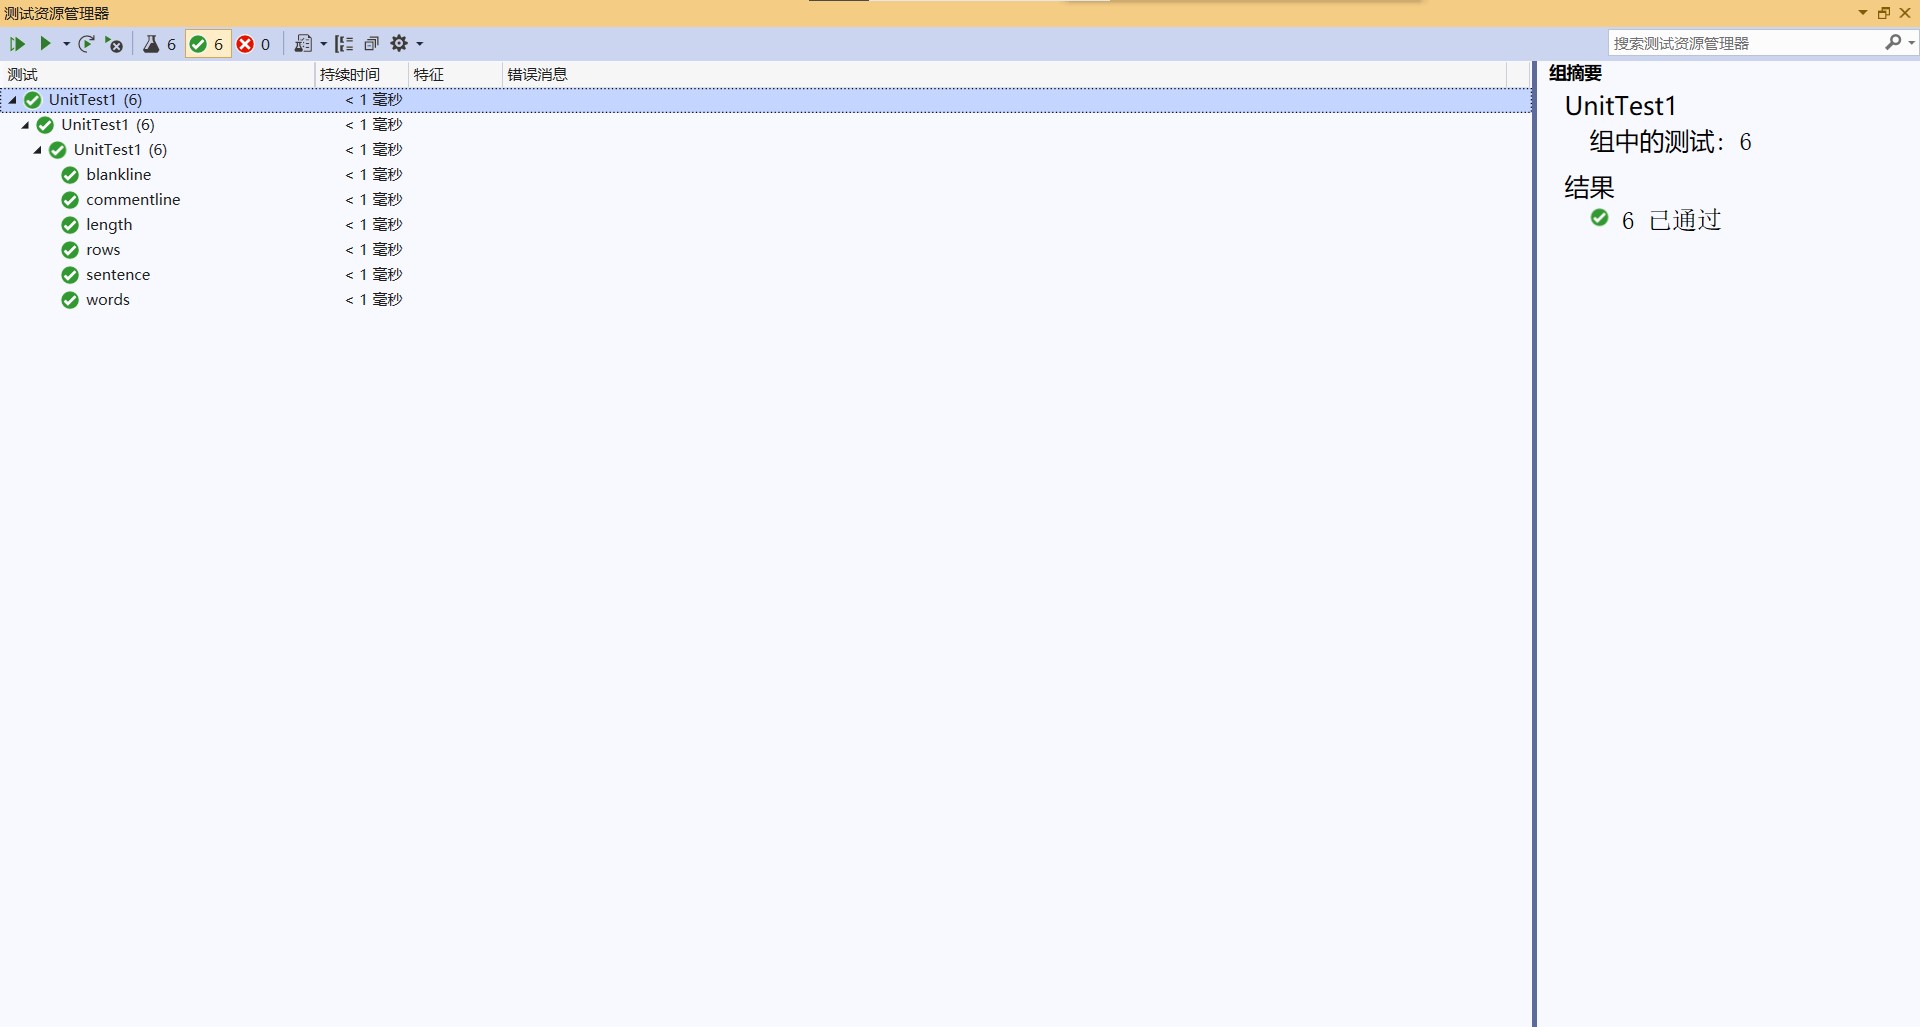 测试资源管理器
6 6 0 搜索测试资源管理器
测试 持续时间 特征 错误消息
UnitTest1 (6) < 1 毫秒
UnitTest1 (6) < 1 毫秒
UnitTest1 (6) < 1 毫秒
blankline < 1 毫秒
commentline < 1 毫秒
length < 1 毫秒
rows < 1 毫秒
sentence < 1 毫秒
words < 1 毫秒
组摘要
UnitTest1
组中的测试: 6
结果
6 已通过